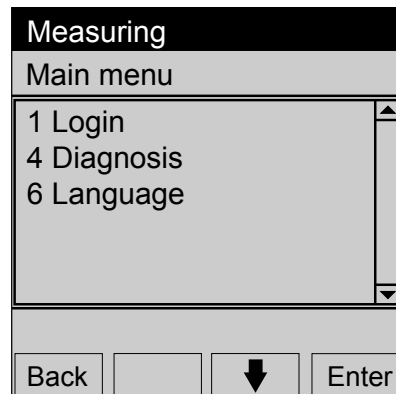 Measuring
Main menu
1 Login
4 Diagnosis
6 Language
Back
Enter